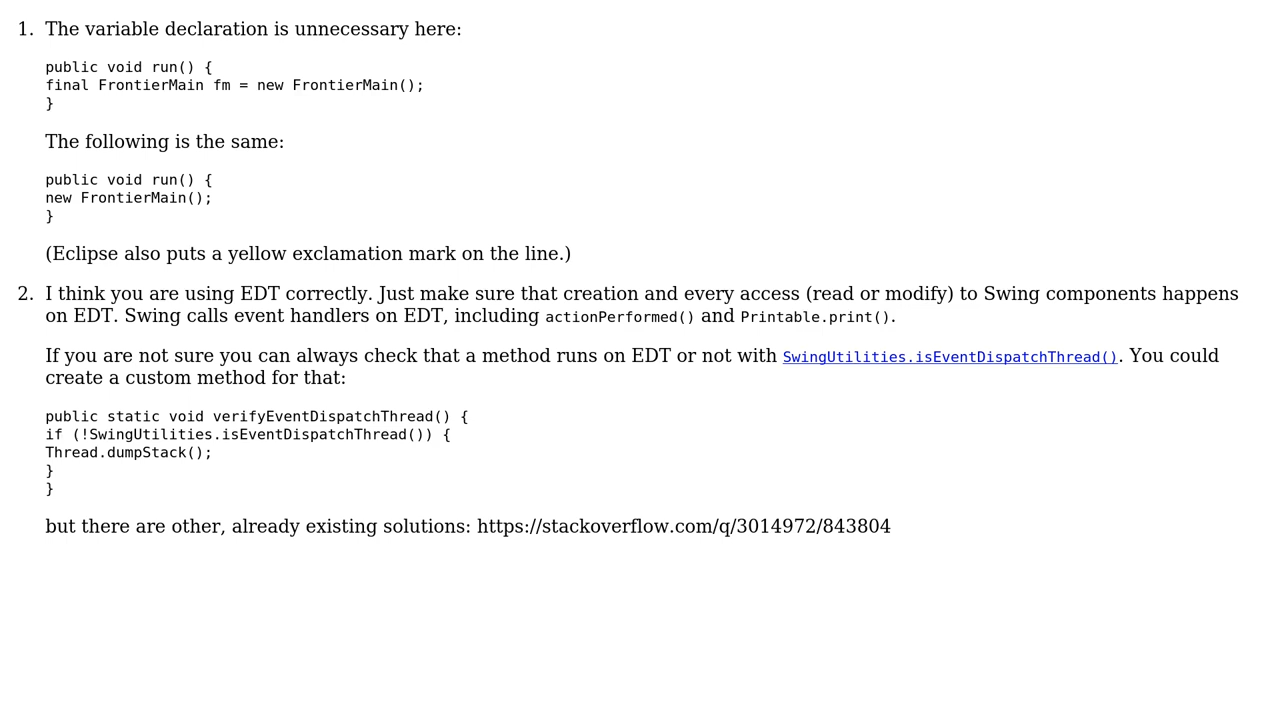 1. The variable declaration is unnecessary here:
public void run() {
final FrontierMain fm = new FrontierMain();
}
The following is the same:
public void run() {
new FrontierMain();
}
(Eclipse also puts a yellow exclamation mark on the line.)
2. I think you are using EDT correctly. Just make sure that creation and every access (read or modify) to Swing components happens
on EDT. Swing calls event handlers on EDT, including actionPerformed() and Printable.print().
If you are not sure you can always check that a method runs on EDT or not with SwingUtilities.isEventDispatchThread(). You could
create a custom method for that:
public static void verifyEventDispatchThread() {
if (!SwingUtilities.isEventDispatchThread()) {
Thread.dumpStack();
}
}
but there are other, already existing solutions: https://stackoverflow.com/q/3014972/843804